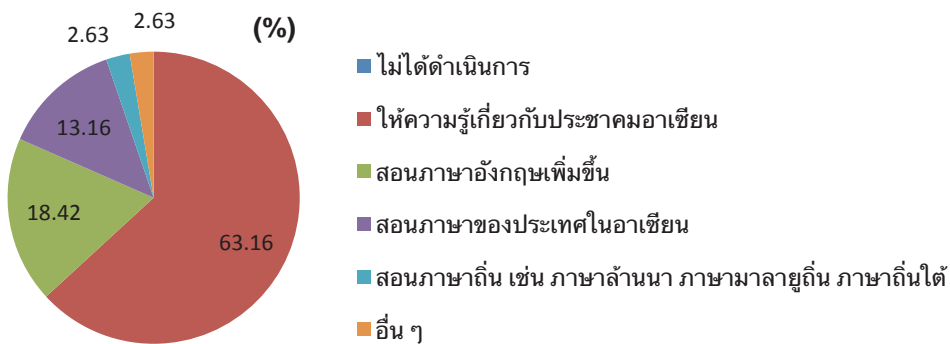 2.63
2.63
(%)
13.16
18.42
63.16
ไม่ได้ดำเนินการ
ให้ความรู้เกี่ยวกับประชาคมอาเซียน
สอนภาษาอังกฤษเพิ่มขึ้น
สอนภาษาของประเทศในอาเซียน
สอนภาษาถิ่น เช่น ภาษาล้านนา ภาษามาลายูถิ่น ภาษาถิ่นใต้
อื่น ๆ